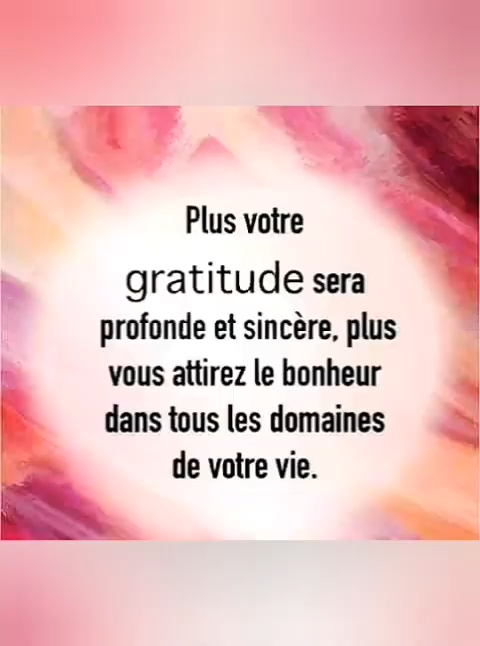 Plus votre
gratitude sera
profonde et sincère, plus
vous attirez le bonheur
dans tous les domaines
de votre vie.